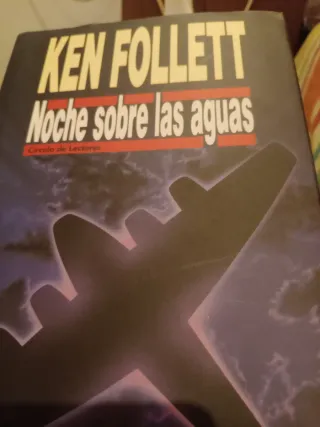 KEN FOLLETT
Noche sobre las aguas
Círculo de Lectores